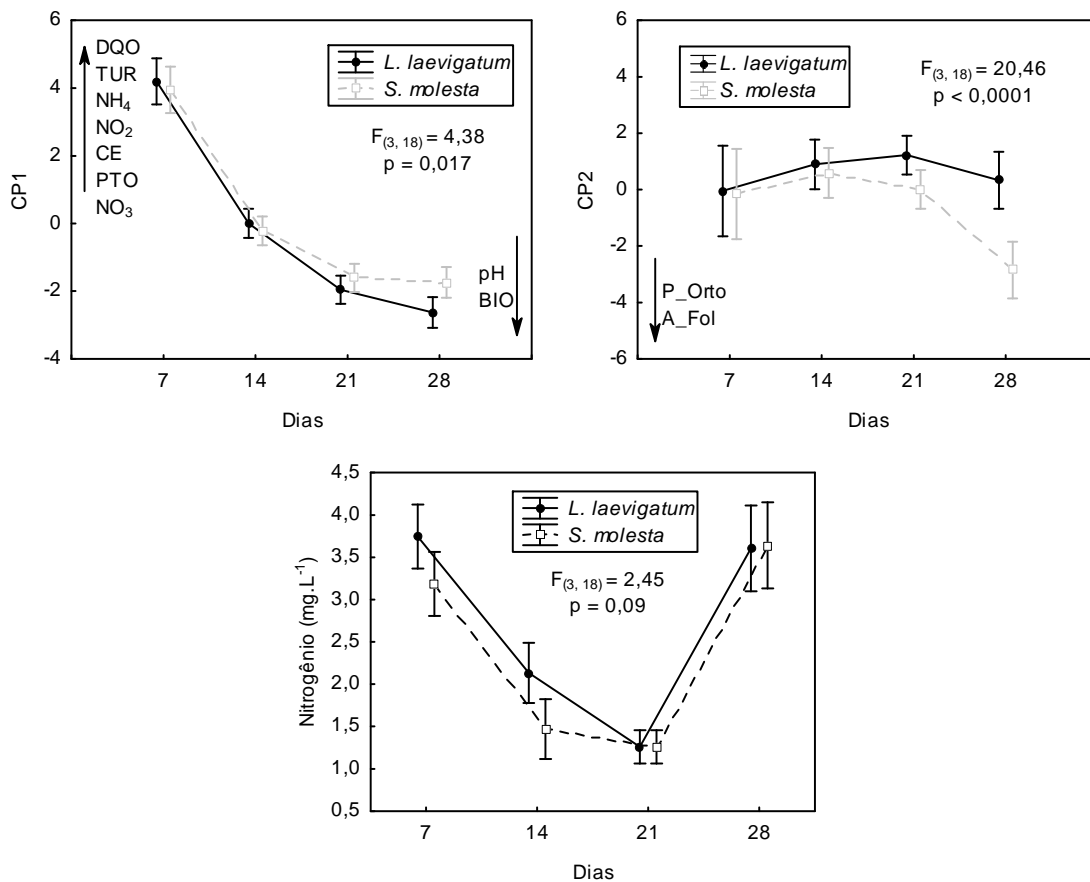 6
4
2
0
-2
-4
CP1
DQO
TUR
NH4
NO2
CE
PTO
NO3
L. laevigatum
S. molesta
F(3, 18) = 4,38
p = 0,017
pH
BIO
7 14 21 28
Dias
6
4
2
0
-2
-4
-6
CP2
L. laevigatum
S. molesta
F(3, 18) = 20,46
p < 0,0001
P_Orto
A_Fol
7 14 21 28
Dias
4,5
4,0
3,5
3,0
2,5
2,0
1,5
1,0
0,5
Nitrogênio (mg.L-1)
L. laevigatum
S. molesta
F(3, 18) = 2,45
p = 0,09
7 14 21 28
Dias